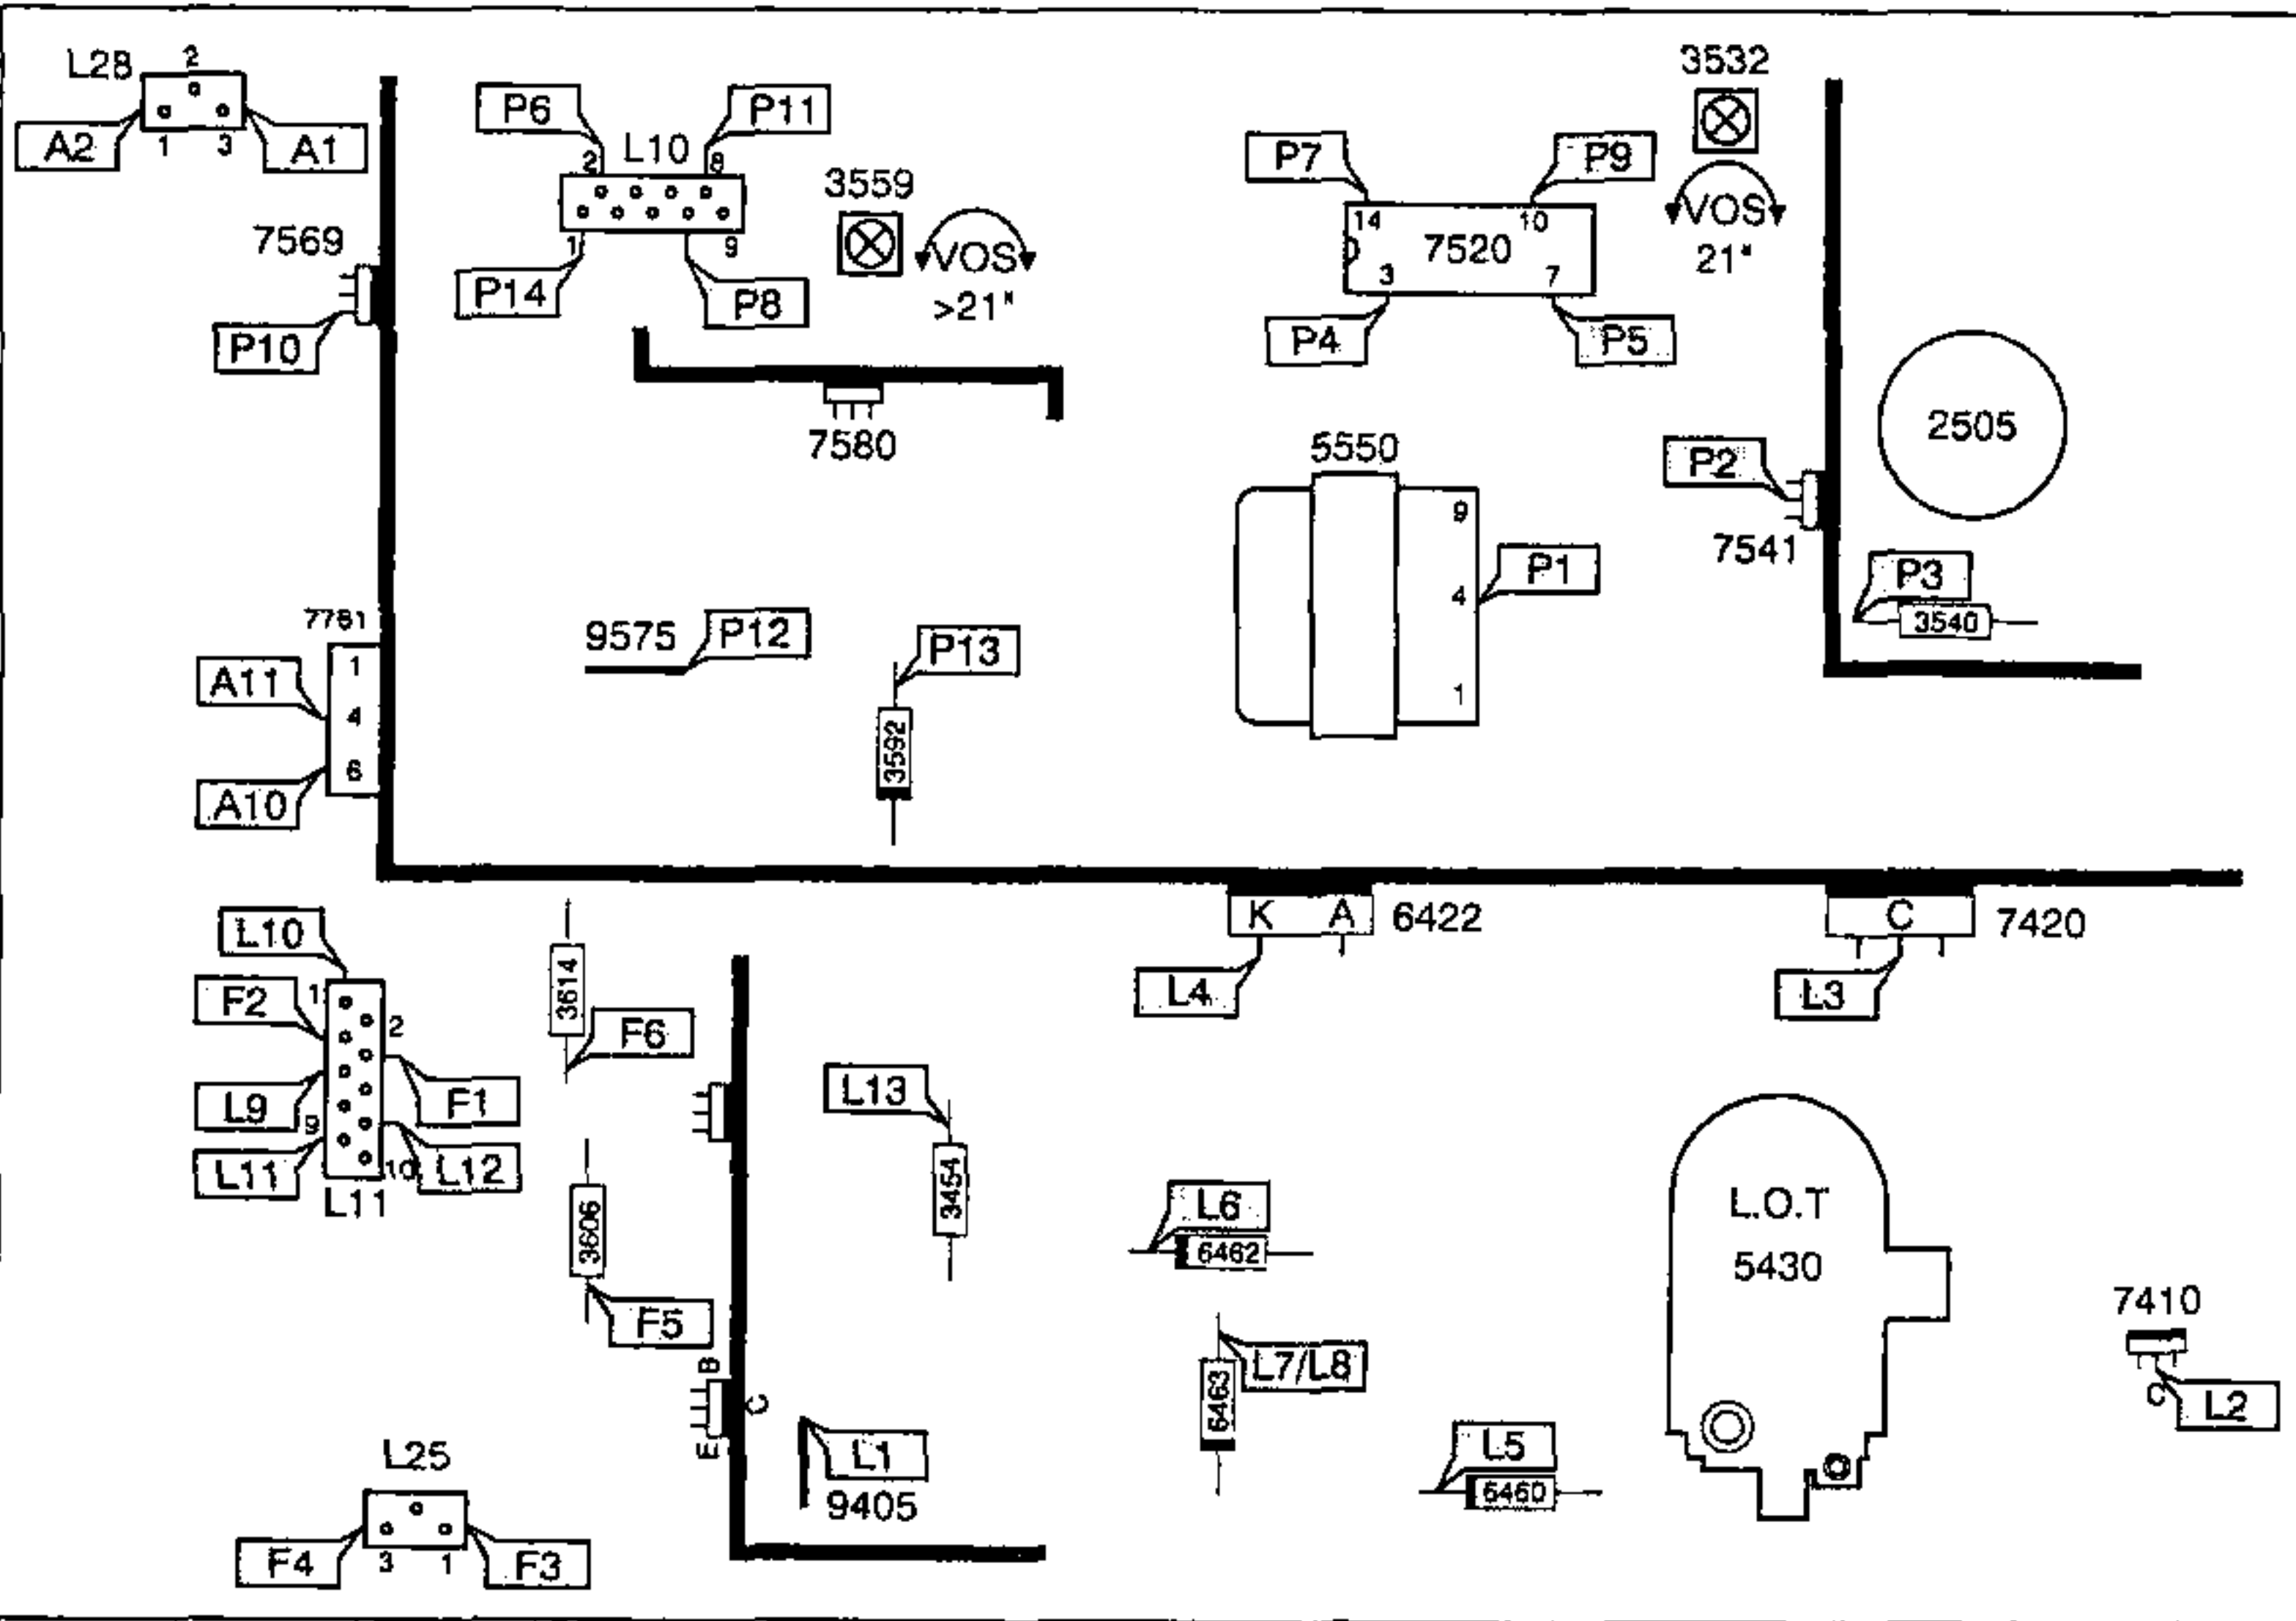 L28
2
A2
1
3
A1
P6
P11
2
L10
8
1
9
P14
P8
3559
VOS
>21"
3532
VOS
21"
P7
P9
14
10
7520
3
7
P4
P5
7569
P10
7580
5550
9
4
1
P1
P2
7541
2505
P3
3540
7761
1
4
6
A11
A10
9575
P12
P13
3592
K
A
6422
L4
C
7420
L3
L10
F2
1
2
L9
F1
9
L11
10
L12
L11
3614
F6
3606
F5
L13
3454
L6
6462
L7/L8
6463
L5
6460
L.O.T
5430
7410
C
L2
B
C
E
L1
9405
L25
F4
3
1
F3